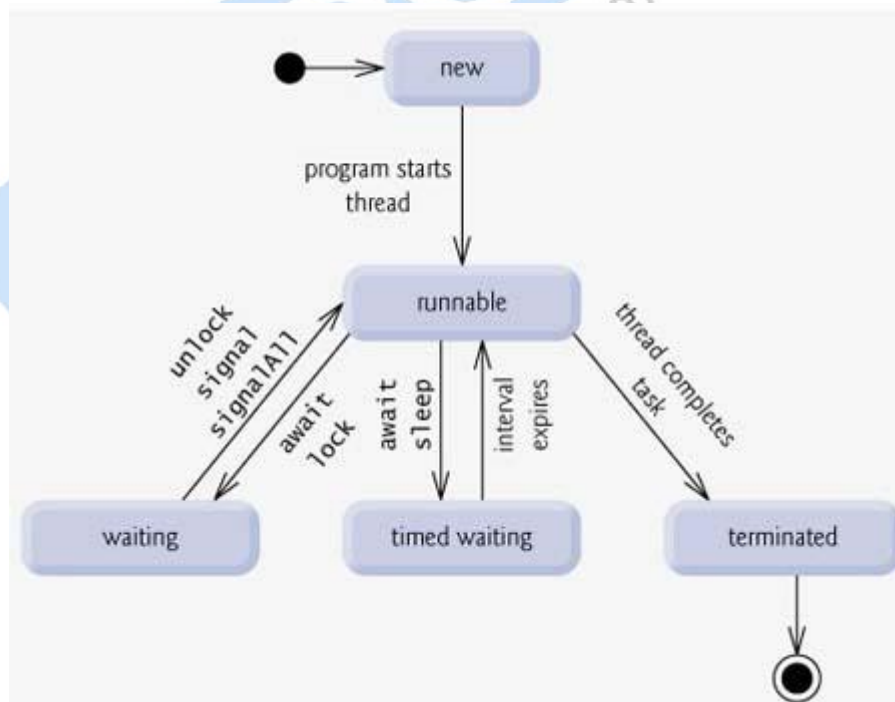 new
program starts
thread
runnable
unlock
signal
signalAll
await
lock
await
sleep
interval
expires
thread completes
task
waiting
timed waiting
terminated